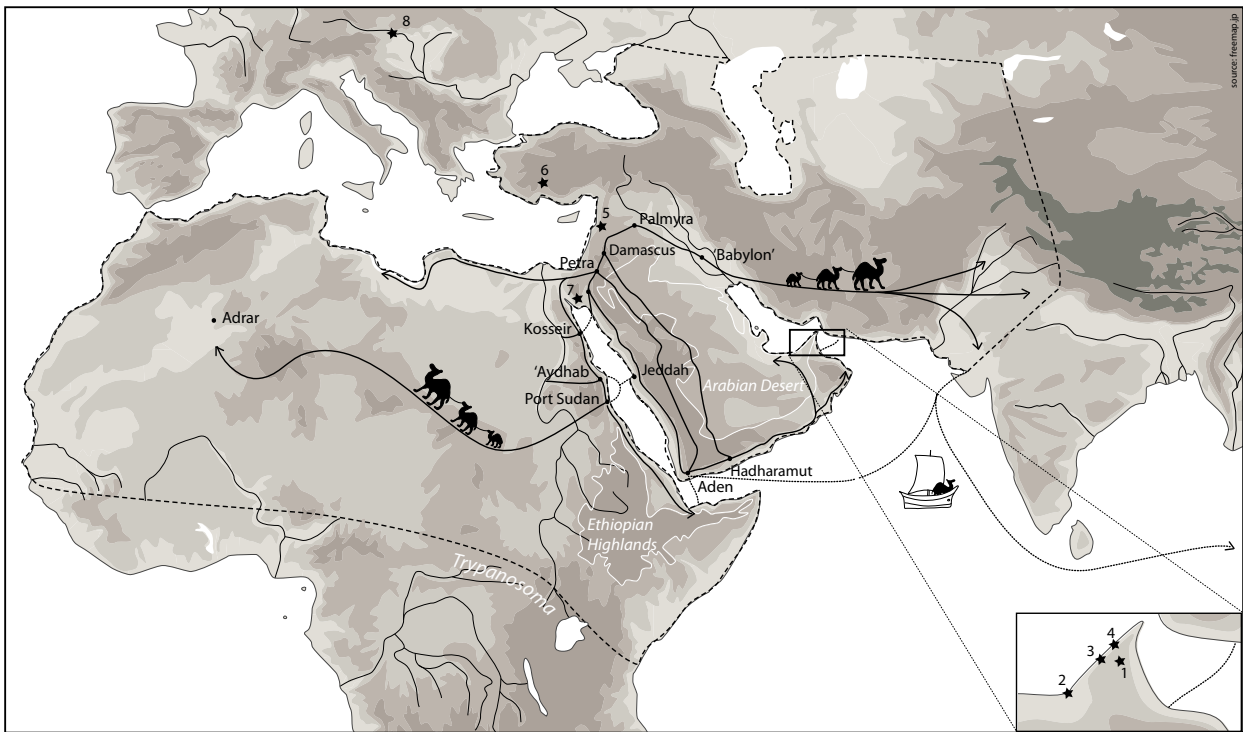 8
source: freemap.jp
6
5
Palmyra
Damascus
'Babylon'
Petra
7
Adrar
Kosseir
'Aydhab
Jeddah
Arabian Desert
Port Sudan
Hadharamut
Aden
Ethiopian
Highlands
Trypanosoma
4
3
1
2